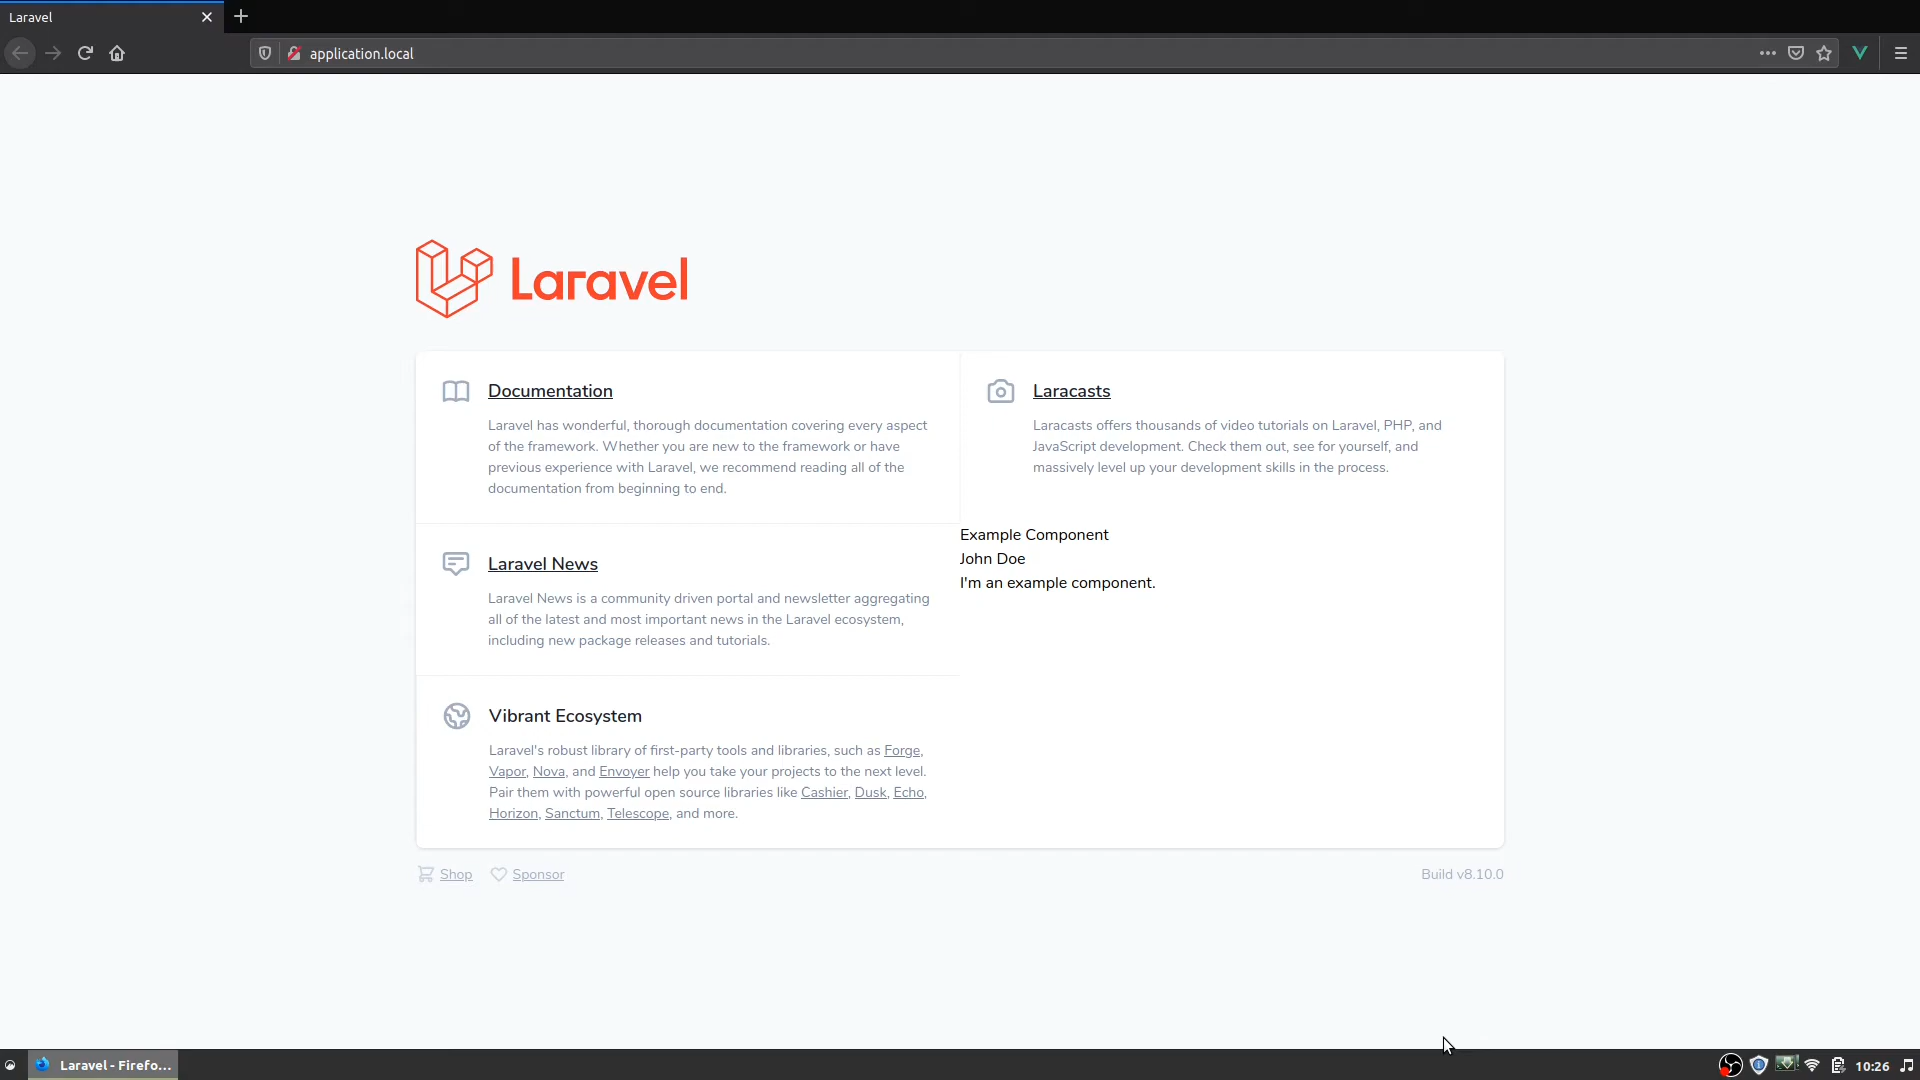 Laravel
application.local
Laravel
Documentation
Laravel has wonderful, thorough documentation covering every aspect
of the framework. Whether you are new to the framework or have
previous experience with Laravel, we recommend reading all of the
documentation from beginning to end.
Laracasts
Laracasts offers thousands of video tutorials on Laravel, PHP, and
JavaScript development. Check them out, see for yourself, and
massively level up your development skills in the process.
Laravel News
Laravel News is a community driven portal and newsletter aggregating
all of the latest and most important news in the Laravel ecosystem,
including new package releases and tutorials.
Example Component
John Doe
I'm an example component.
Vibrant Ecosystem
Laravel's robust library of first-party tools and libraries, such as Forge,
Vapor, Nova, and Envoyer help you take your projects to the next level.
Pair them with powerful open source libraries like Cashier, Dusk, Echo,
Horizon, Sanctum, Telescope, and more.
Shop
Sponsor
Build v8.10.0
Laravel - Firefo...
10:26